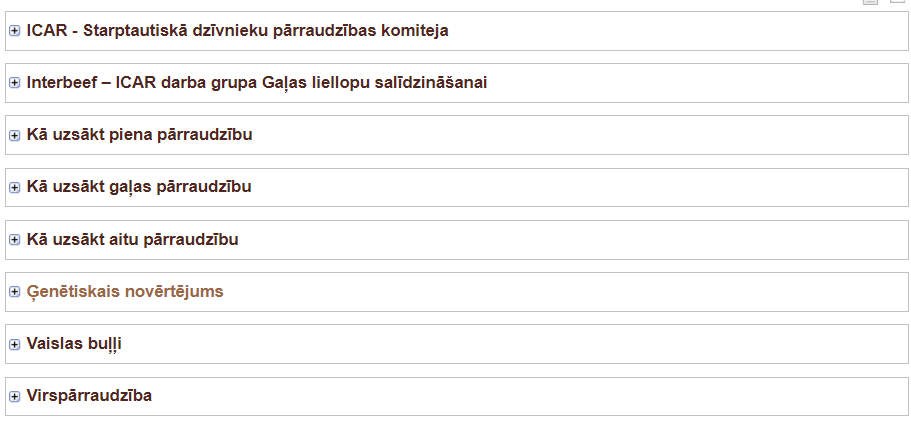 ICAR - Starptautiskā dzīvnieku pārraudzības komiteja
Interbeef – ICAR darba grupa Gaļas liellopu salīdzināšanai
Kā uzsākt piena pārraudzību
Kā uzsākt gaļas pārraudzību
Kā uzsākt aitu pārraudzību
Ģenētiskais novērtējums
Vaislas buļļi
Virspārraudzība